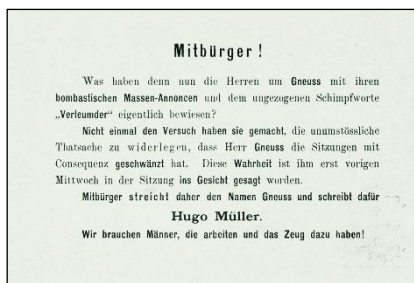 Mitbürger !
Was haben denn nun die Herren um Gneuss mit ihren
bombastischen Massen-Annoncen und dem ungezogenen Schimpfworte
„Verleumder“ eigentlich bewiesen?
Nicht einmal den Versuch haben sie gemacht, die unumstössliche
Thatsache zu widerlegen, dass Herr Gneuss die Sitzungen mit
Consequenz geschwänzt hat. Diese Wahrheit ist ihm erst vorigen
Mittwoch in der Sitzung ins Gesicht gesagt worden.
Mitbürger streicht daher den Namen Gneuss und schreibt dafür
Hugo Müller.
Wir brauchen Männer, die arbeiten und das Zeug dazu haben!